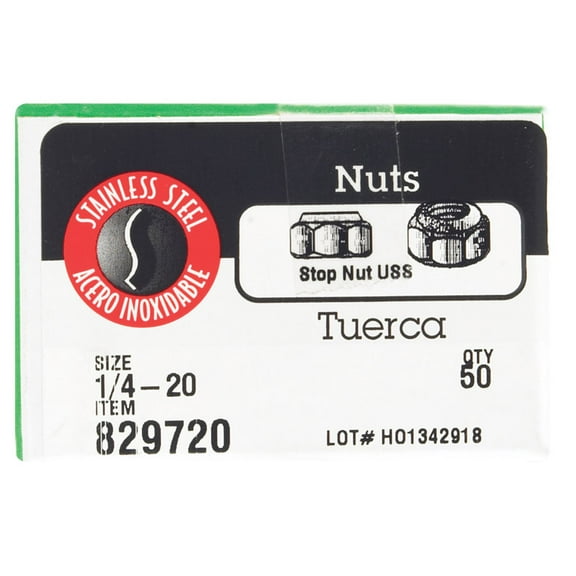 STAINLESS STEEL
ACERO INOXIDABLE
Nuts
Stop Nut USS
Tuerca
SIZE
1/4-20
QTY
50
ITEM
829720
LOT# H01342918